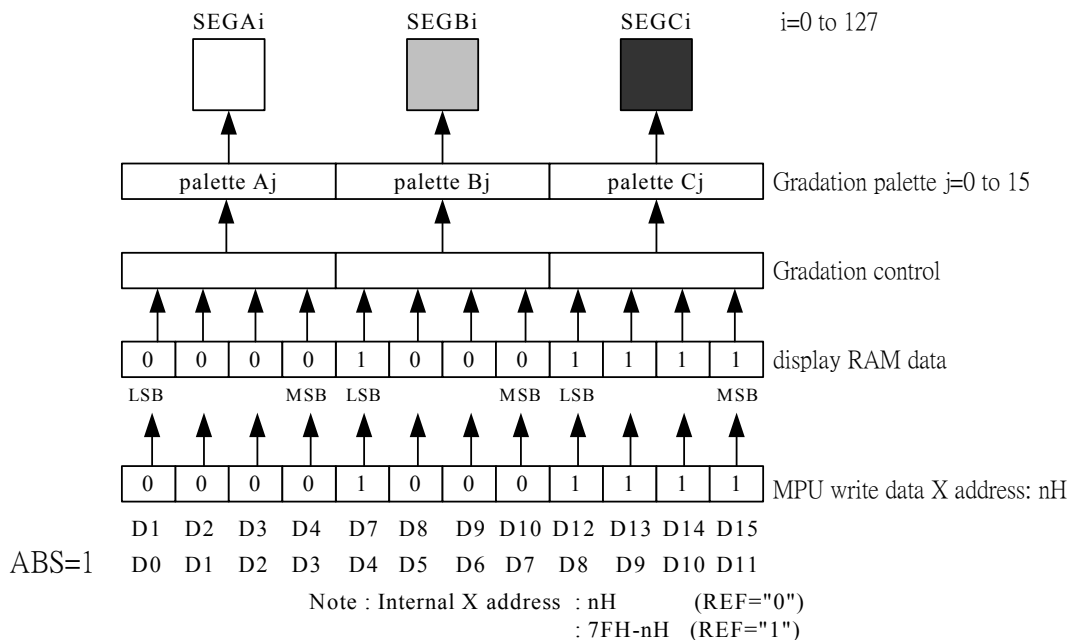 SEGAi SEGBi SEGCi i=0 to 127
palette Aj palette Bj palette Cj Gradation palette j=0 to 15
Gradation control
0 0 0 0 1 0 0 0 1 1 1 1 display RAM data
LSB MSB LSB MSB LSB MSB
0 0 0 0 1 0 0 0 1 1 1 1 MPU write data X address: nH
D1 D2 D3 D4 D7 D8 D9 D10 D12 D13 D14 D15
ABS=1 D0 D1 D2 D3 D4 D5 D6 D7 D8 D9 D10 D11
Note : Internal X address : nH (REF="0")
: 7FH-nH (REF="1")